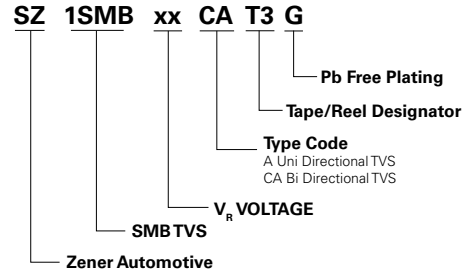 SZ 1SMB xx CA T3 G
Pb Free Plating
Tape/Reel Designator
Type Code
A Uni Directional TVS
CA Bi Directional TVS
VR VOLTAGE
SMB TVS
Zener Automotive